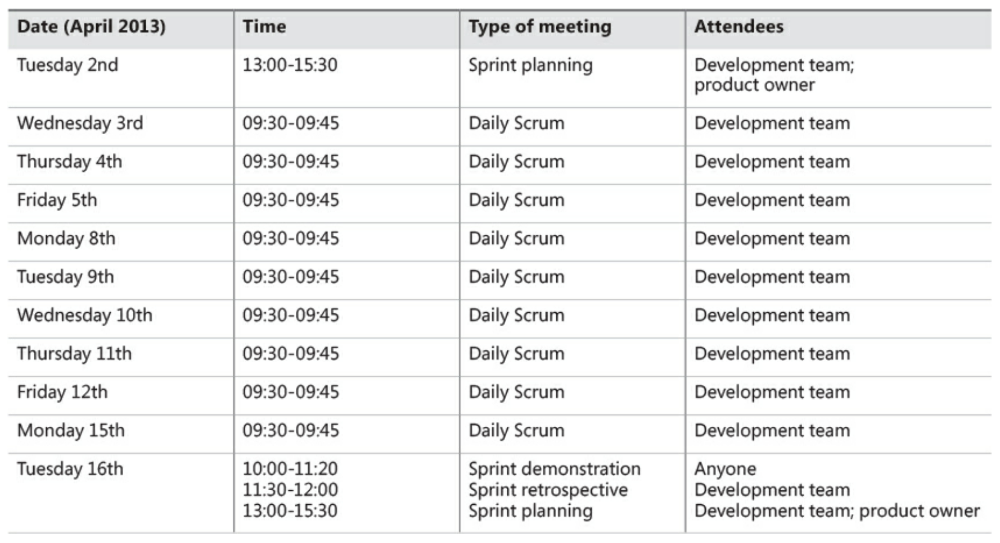 Date (April 2013) Time Type of meeting Attendees
Tuesday 2nd 13:00-15:30 Sprint planning Development team;
product owner
Wednesday 3rd 09:30-09:45 Daily Scrum Development team
Thursday 4th 09:30-09:45 Daily Scrum Development team
Friday 5th 09:30-09:45 Daily Scrum Development team
Monday 8th 09:30-09:45 Daily Scrum Development team
Tuesday 9th 09:30-09:45 Daily Scrum Development team
Wednesday 10th 09:30-09:45 Daily Scrum Development team
Thursday 11th 09:30-09:45 Daily Scrum Development team
Friday 12th 09:30-09:45 Daily Scrum Development team
Monday 15th 09:30-09:45 Daily Scrum Development team
Tuesday 16th 10:00-11:20 Sprint demonstration Anyone
11:30-12:00 Sprint retrospective Development team
13:00-15:30 Sprint planning Development team; product owner